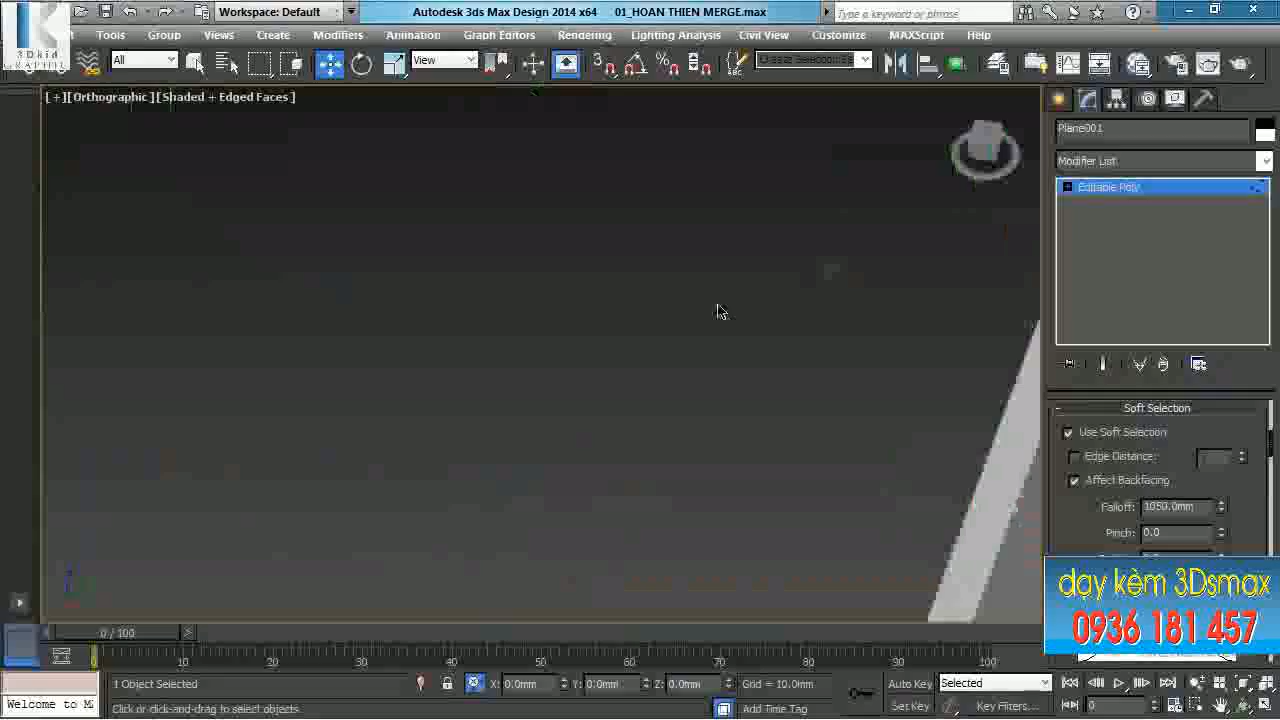 Workspace: Default
Autodesk 3ds Max Design 2014 x64 01_HOAN THIEN MERGE.max
Type a keyword or phrase
3Dkid
GRAPHIC
Tools Group Views Create Modifiers Animation Graph Editors Rendering Lighting Analysis Civil View Customize MAXScript Help
All
View
3
[+][Orthographic][Shaded + Edged Faces]
Plane001
Modifier List
Editable Poly
Soft Selection
Use Soft Selection
Edge Distance:
Affect Backfacing
Falloff: 1050.0mm
Pinch: 0.0
dạy kèm 3Dsmax
0936 181 457
0 / 100
0 10 20 30 40 50 60 70 80 90 100
1 Object Selected
X: 0.0mm Y: 0.0mm Z: 0.0mm Grid = 10.0mm
Auto Key Selected
Welcome to M
Click or click-and-drag to select objects
Add Time Tag
Set Key Key Filters...
0